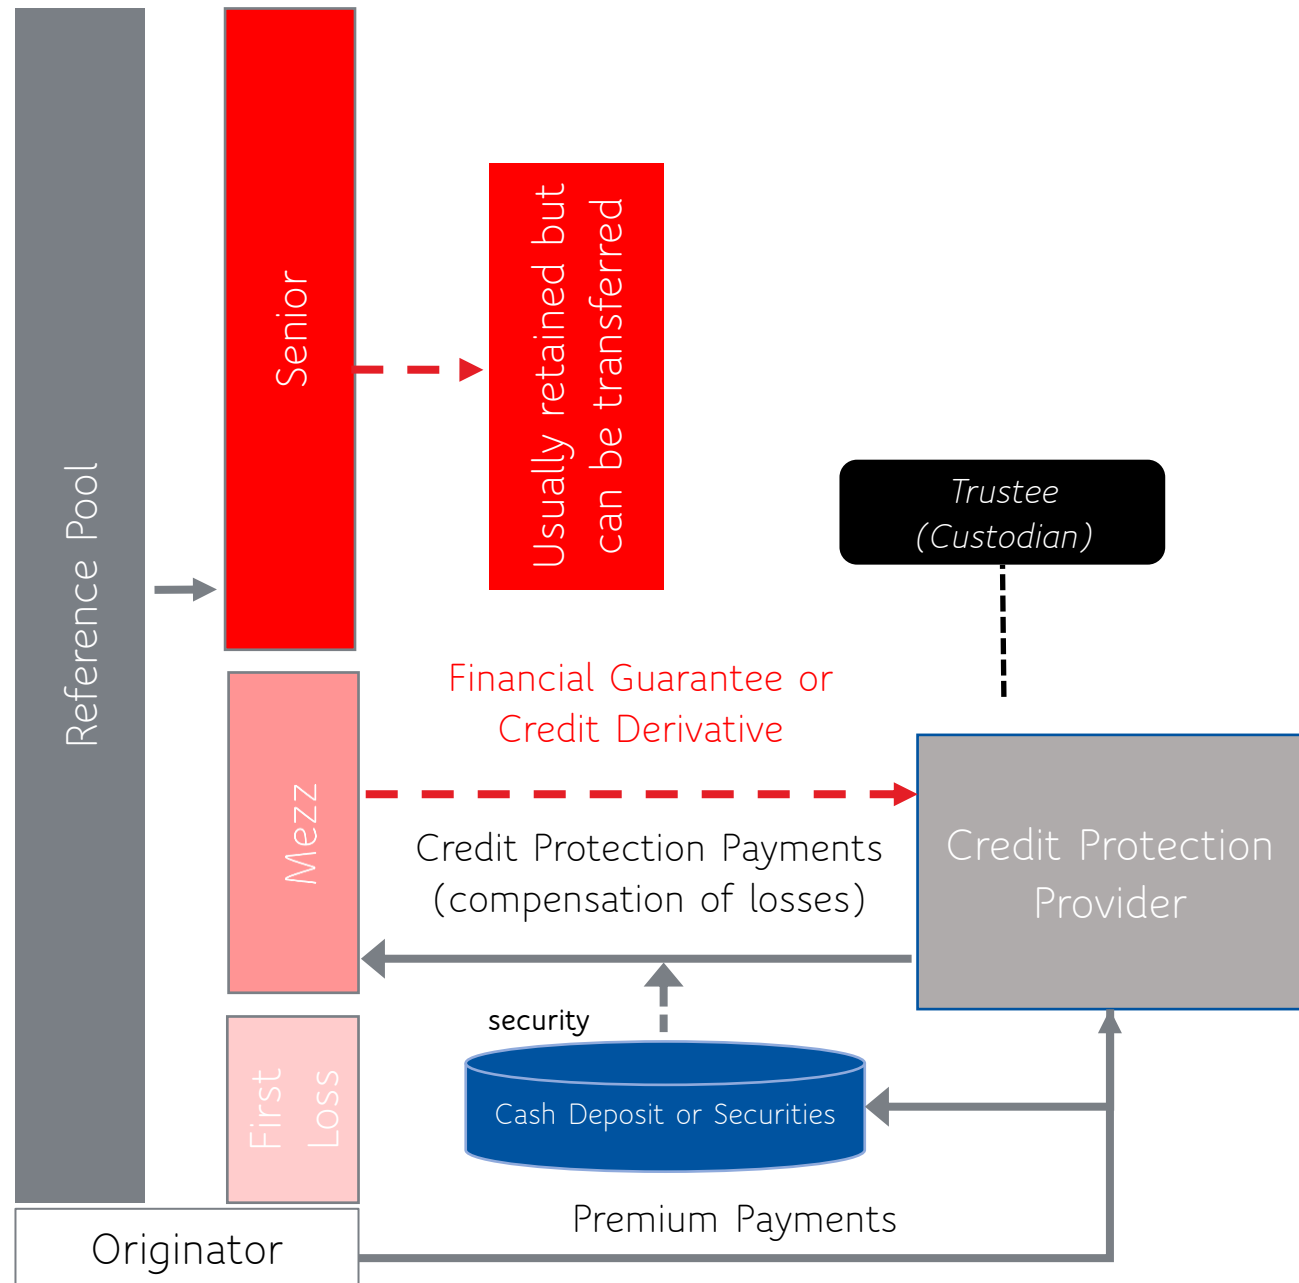 Reference Pool
Senior
Usually retained but
can be transferred
Trustee
(Custodian)
Financial Guarantee or
Credit Derivative
Mezz
Credit Protection Payments
(compensation of losses)
Credit Protection
Provider
security
First
Loss
Cash Deposit or Securities
Premium Payments
Originator